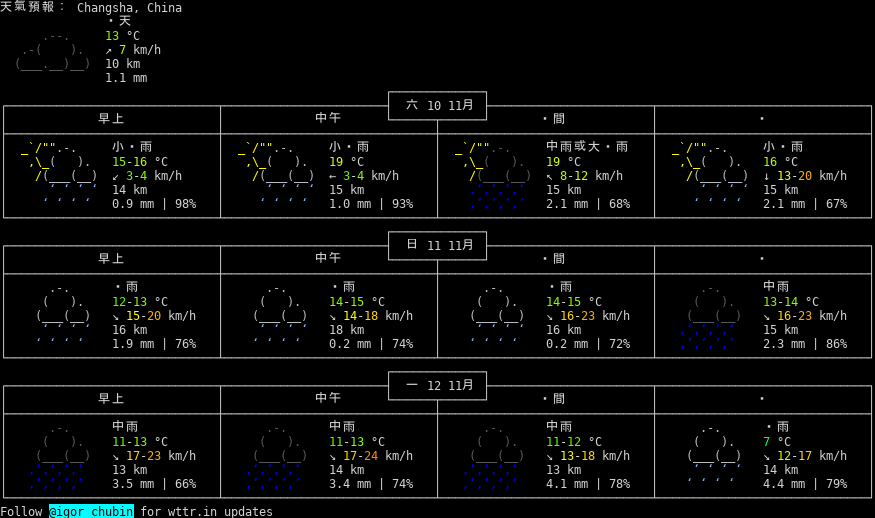 天氣預報： Changsha, China
・天
13 °C
↗ 7 km/h
10 km
1.1 mm
六 10 11月
早上 中午 ・間 ・
小・雨 小・雨 中雨或大・雨 小・雨
15-16 °C 19 °C 19 °C 16 °C
↙ 3-4 km/h ← 3-4 km/h ↖ 8-12 km/h ↓ 13-20 km/h
14 km 15 km 15 km 15 km
0.9 mm | 98% 1.0 mm | 93% 2.1 mm | 68% 2.1 mm | 67%
日 11 11月
早上 中午 ・間 ・
・雨 ・雨 ・雨 中雨
12-13 °C 14-15 °C 14-15 °C 13-14 °C
↘ 15-20 km/h ↘ 14-18 km/h ↘ 16-23 km/h ↘ 16-23 km/h
16 km 18 km 16 km 15 km
1.9 mm | 76% 0.2 mm | 74% 0.2 mm | 72% 2.3 mm | 86%
一 12 11月
早上 中午 ・間 ・
中雨 中雨 中雨 ・雨
11-13 °C 11-13 °C 11-12 °C 7 °C
↘ 17-23 km/h ↘ 17-24 km/h ↘ 13-18 km/h ↘ 12-17 km/h
13 km 14 km 13 km 14 km
3.5 mm | 66% 3.4 mm | 74% 4.1 mm | 78% 4.4 mm | 79%
Follow @igor_chubin for wttr.in updates